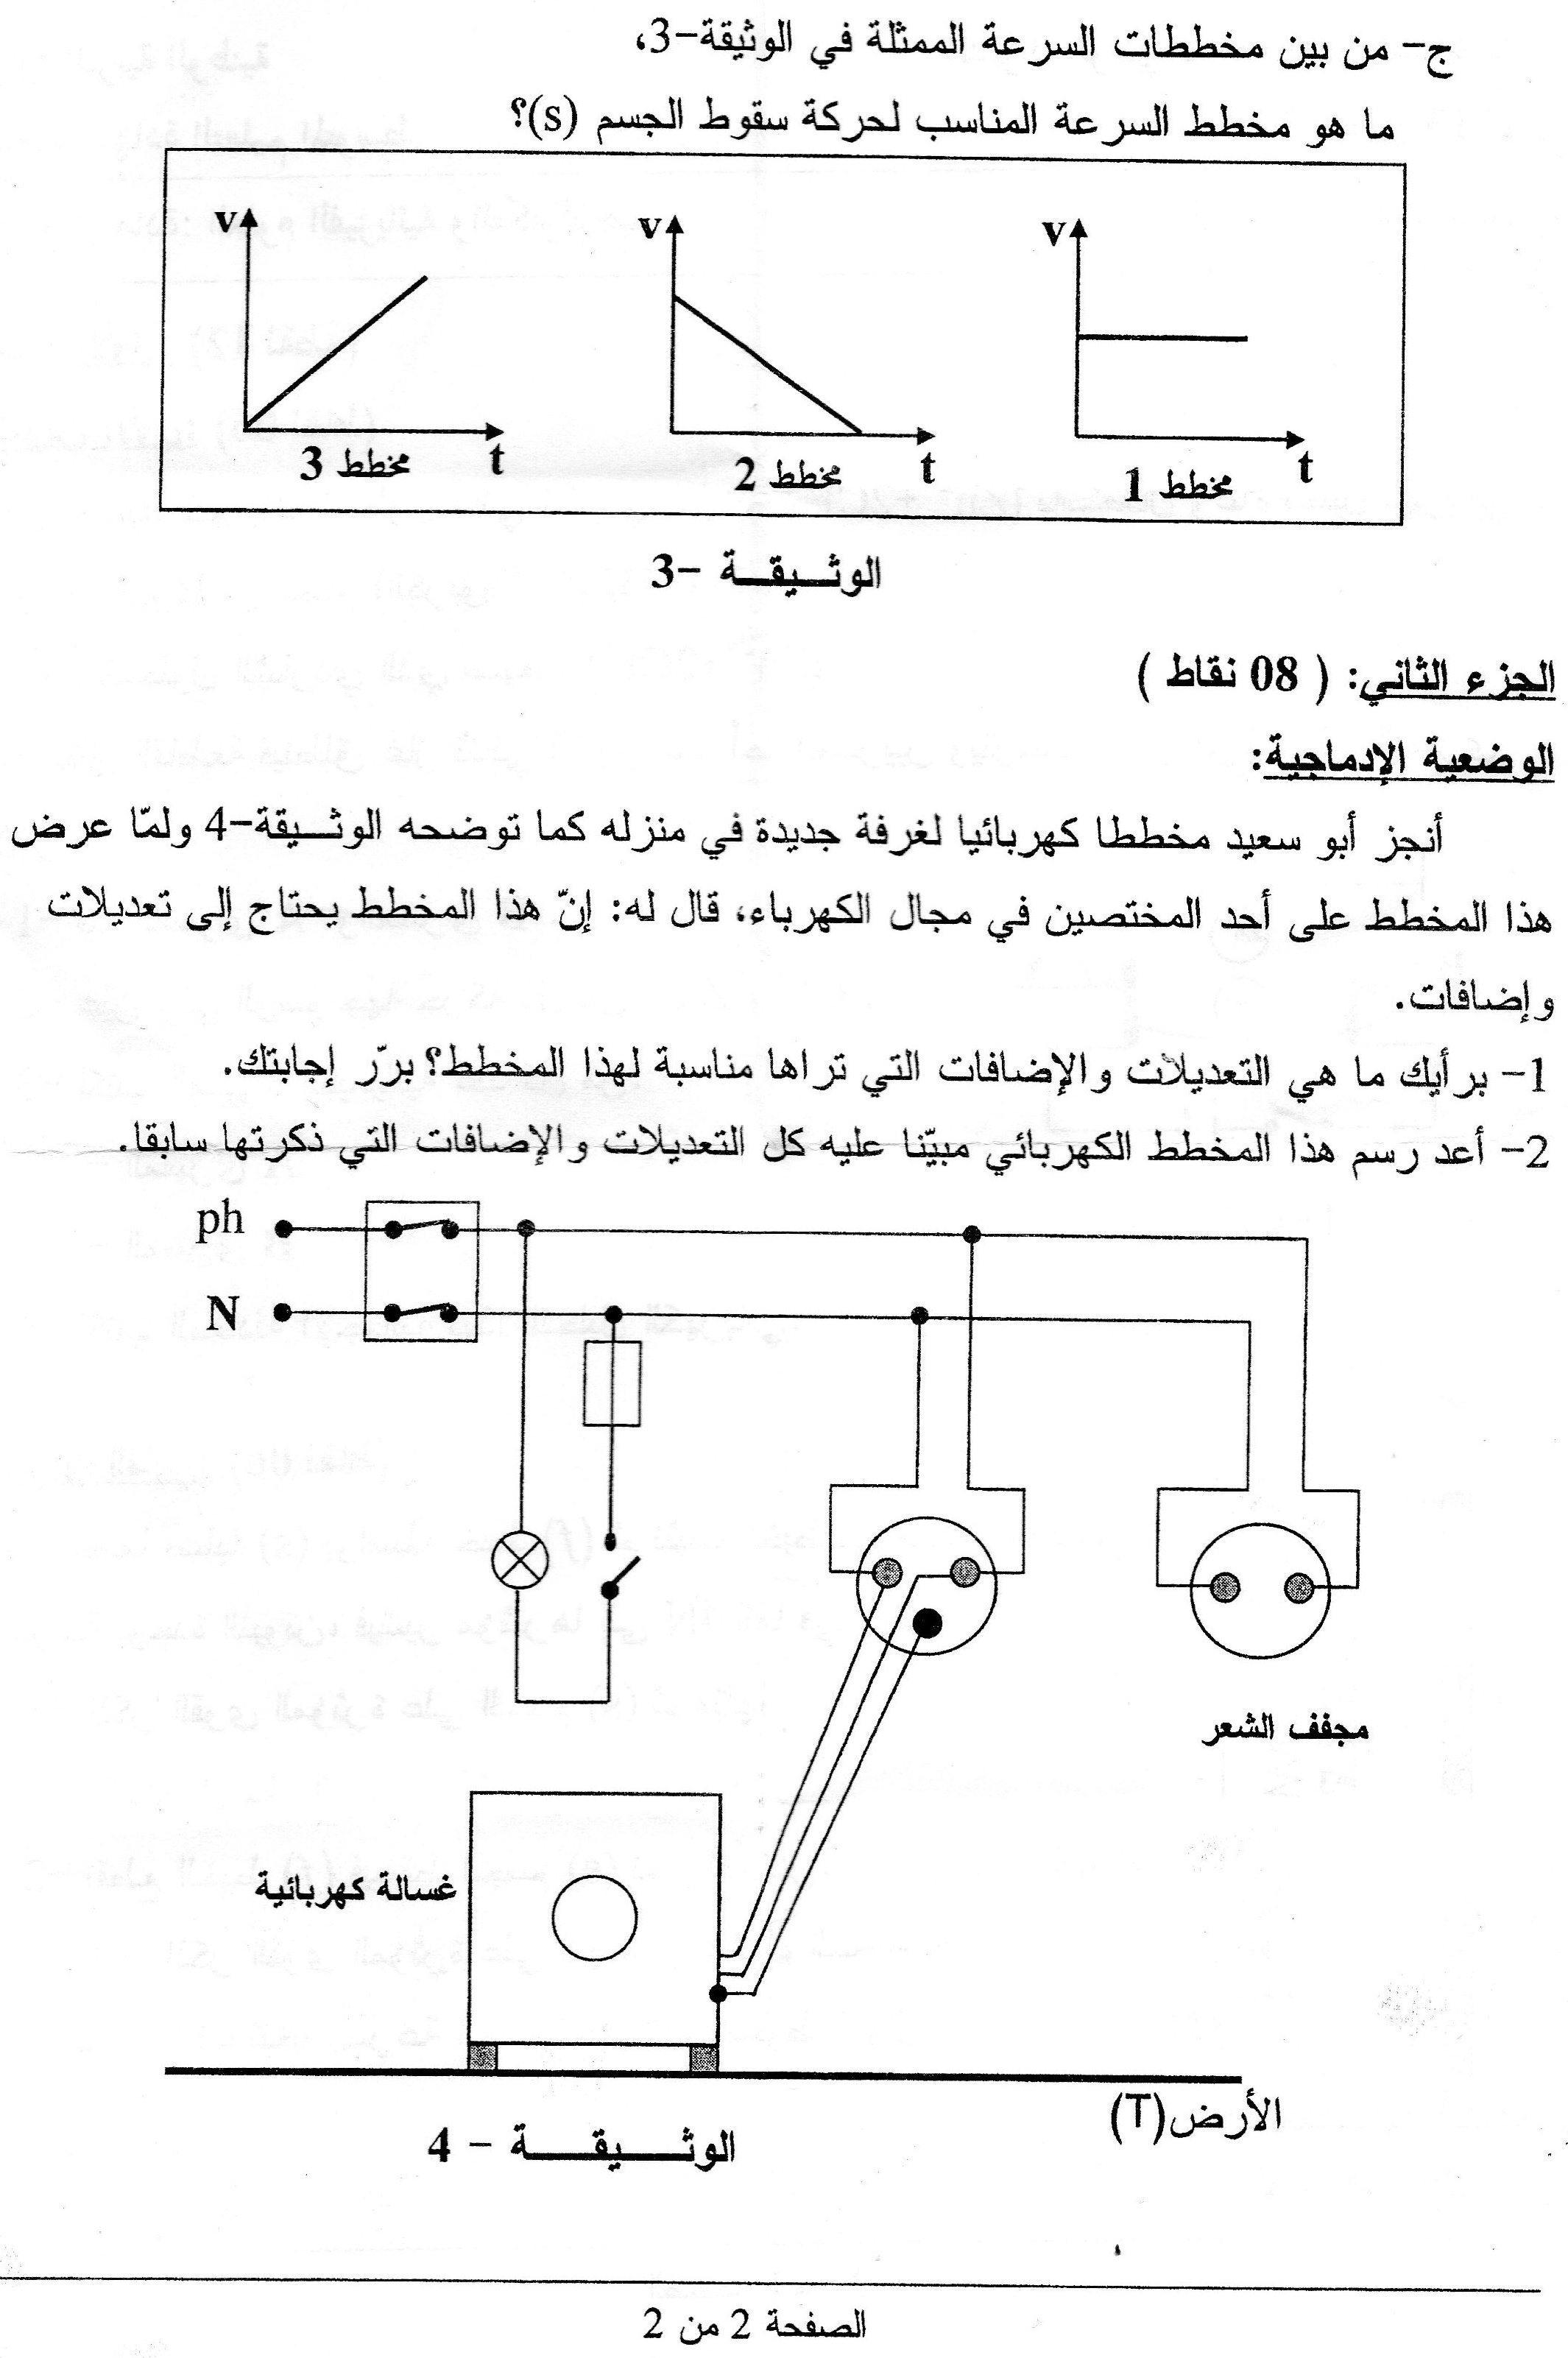 ج- من بين مخططات السرعة الممثلة في الوثيقة-3،
ما هو مخطط السرعة المناسب لحركة سقوط الجسم (s)؟
v
t
مخطط 1
v
t
مخطط 2
v
t
مخطط 3
الوثـــيقـــة -3
الجزء الثاني: ( 08 نقاط )
الوضعية الإدماجية:
أنجز أبو سعيد مخططا كهربائيا لغرفة جديدة في منزله كما توضحه الوثـــيقة-4 ولمّا عرض
هذا المخطط على أحد المختصين في مجال الكهرباء، قال له: إنّ هذا المخطط يحتاج إلى تعديلات
وإضافات.
1- برأيك ما هي التعديلات والإضافات التي تراها مناسبة لهذا المخطط؟ برّر إجابتك.
2- أعد رسم هذا المخطط الكهربائي مبيّنا عليه كل التعديلات والإضافات التي ذكرتها سابقا.
ph
N
مجفف الشعر
غسالة كهربائية
الأرض(T)
الوثـــــيقـــــة - 4
الصفحة 2 من 2